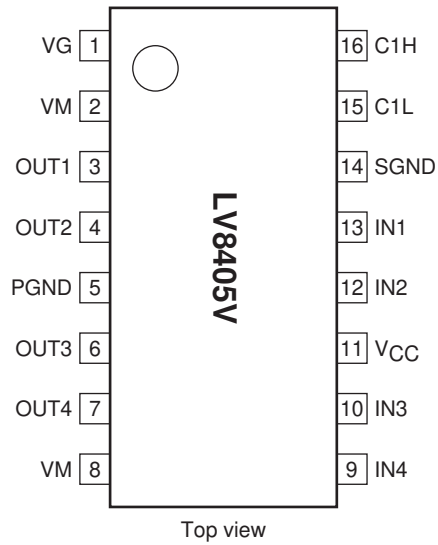 VG 1 16 C1H
VM 2 15 C1L
OUT1 3 14 SGND
OUT2 4 13 IN1
PGND 5 12 IN2
OUT3 6 11 VCC
OUT4 7 10 IN3
VM 8 9 IN4
LV8405V
Top view